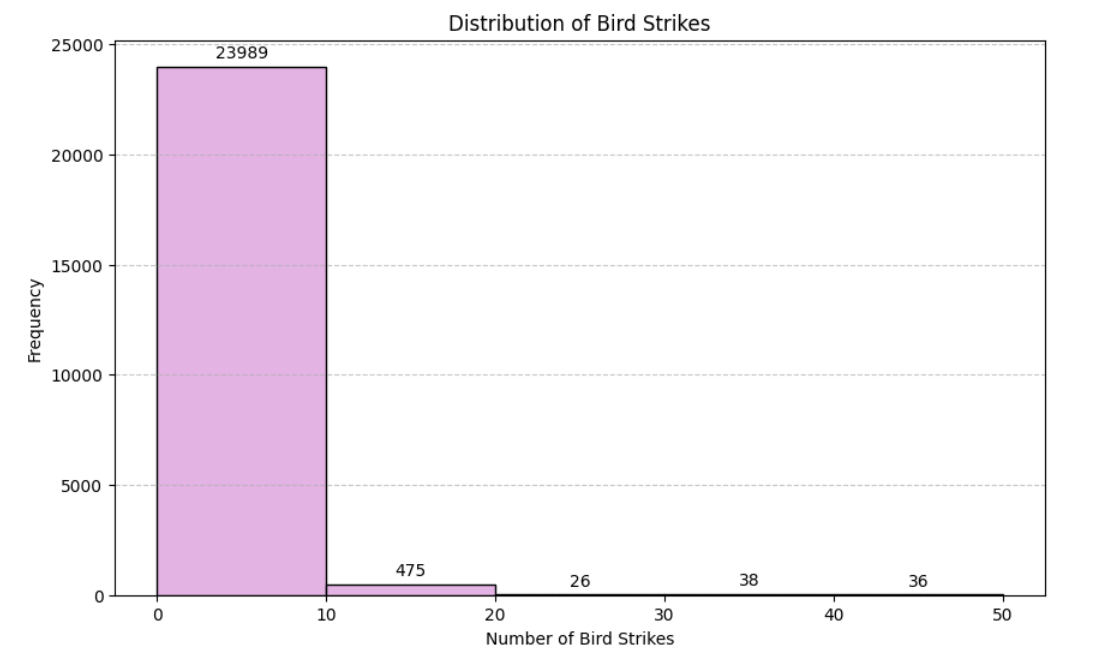 Distribution of Bird Strikes
25000
20000
15000
10000
5000
0
Frequency
23989
475
26
38
36
0 10 20 30 40 50
Number of Bird Strikes